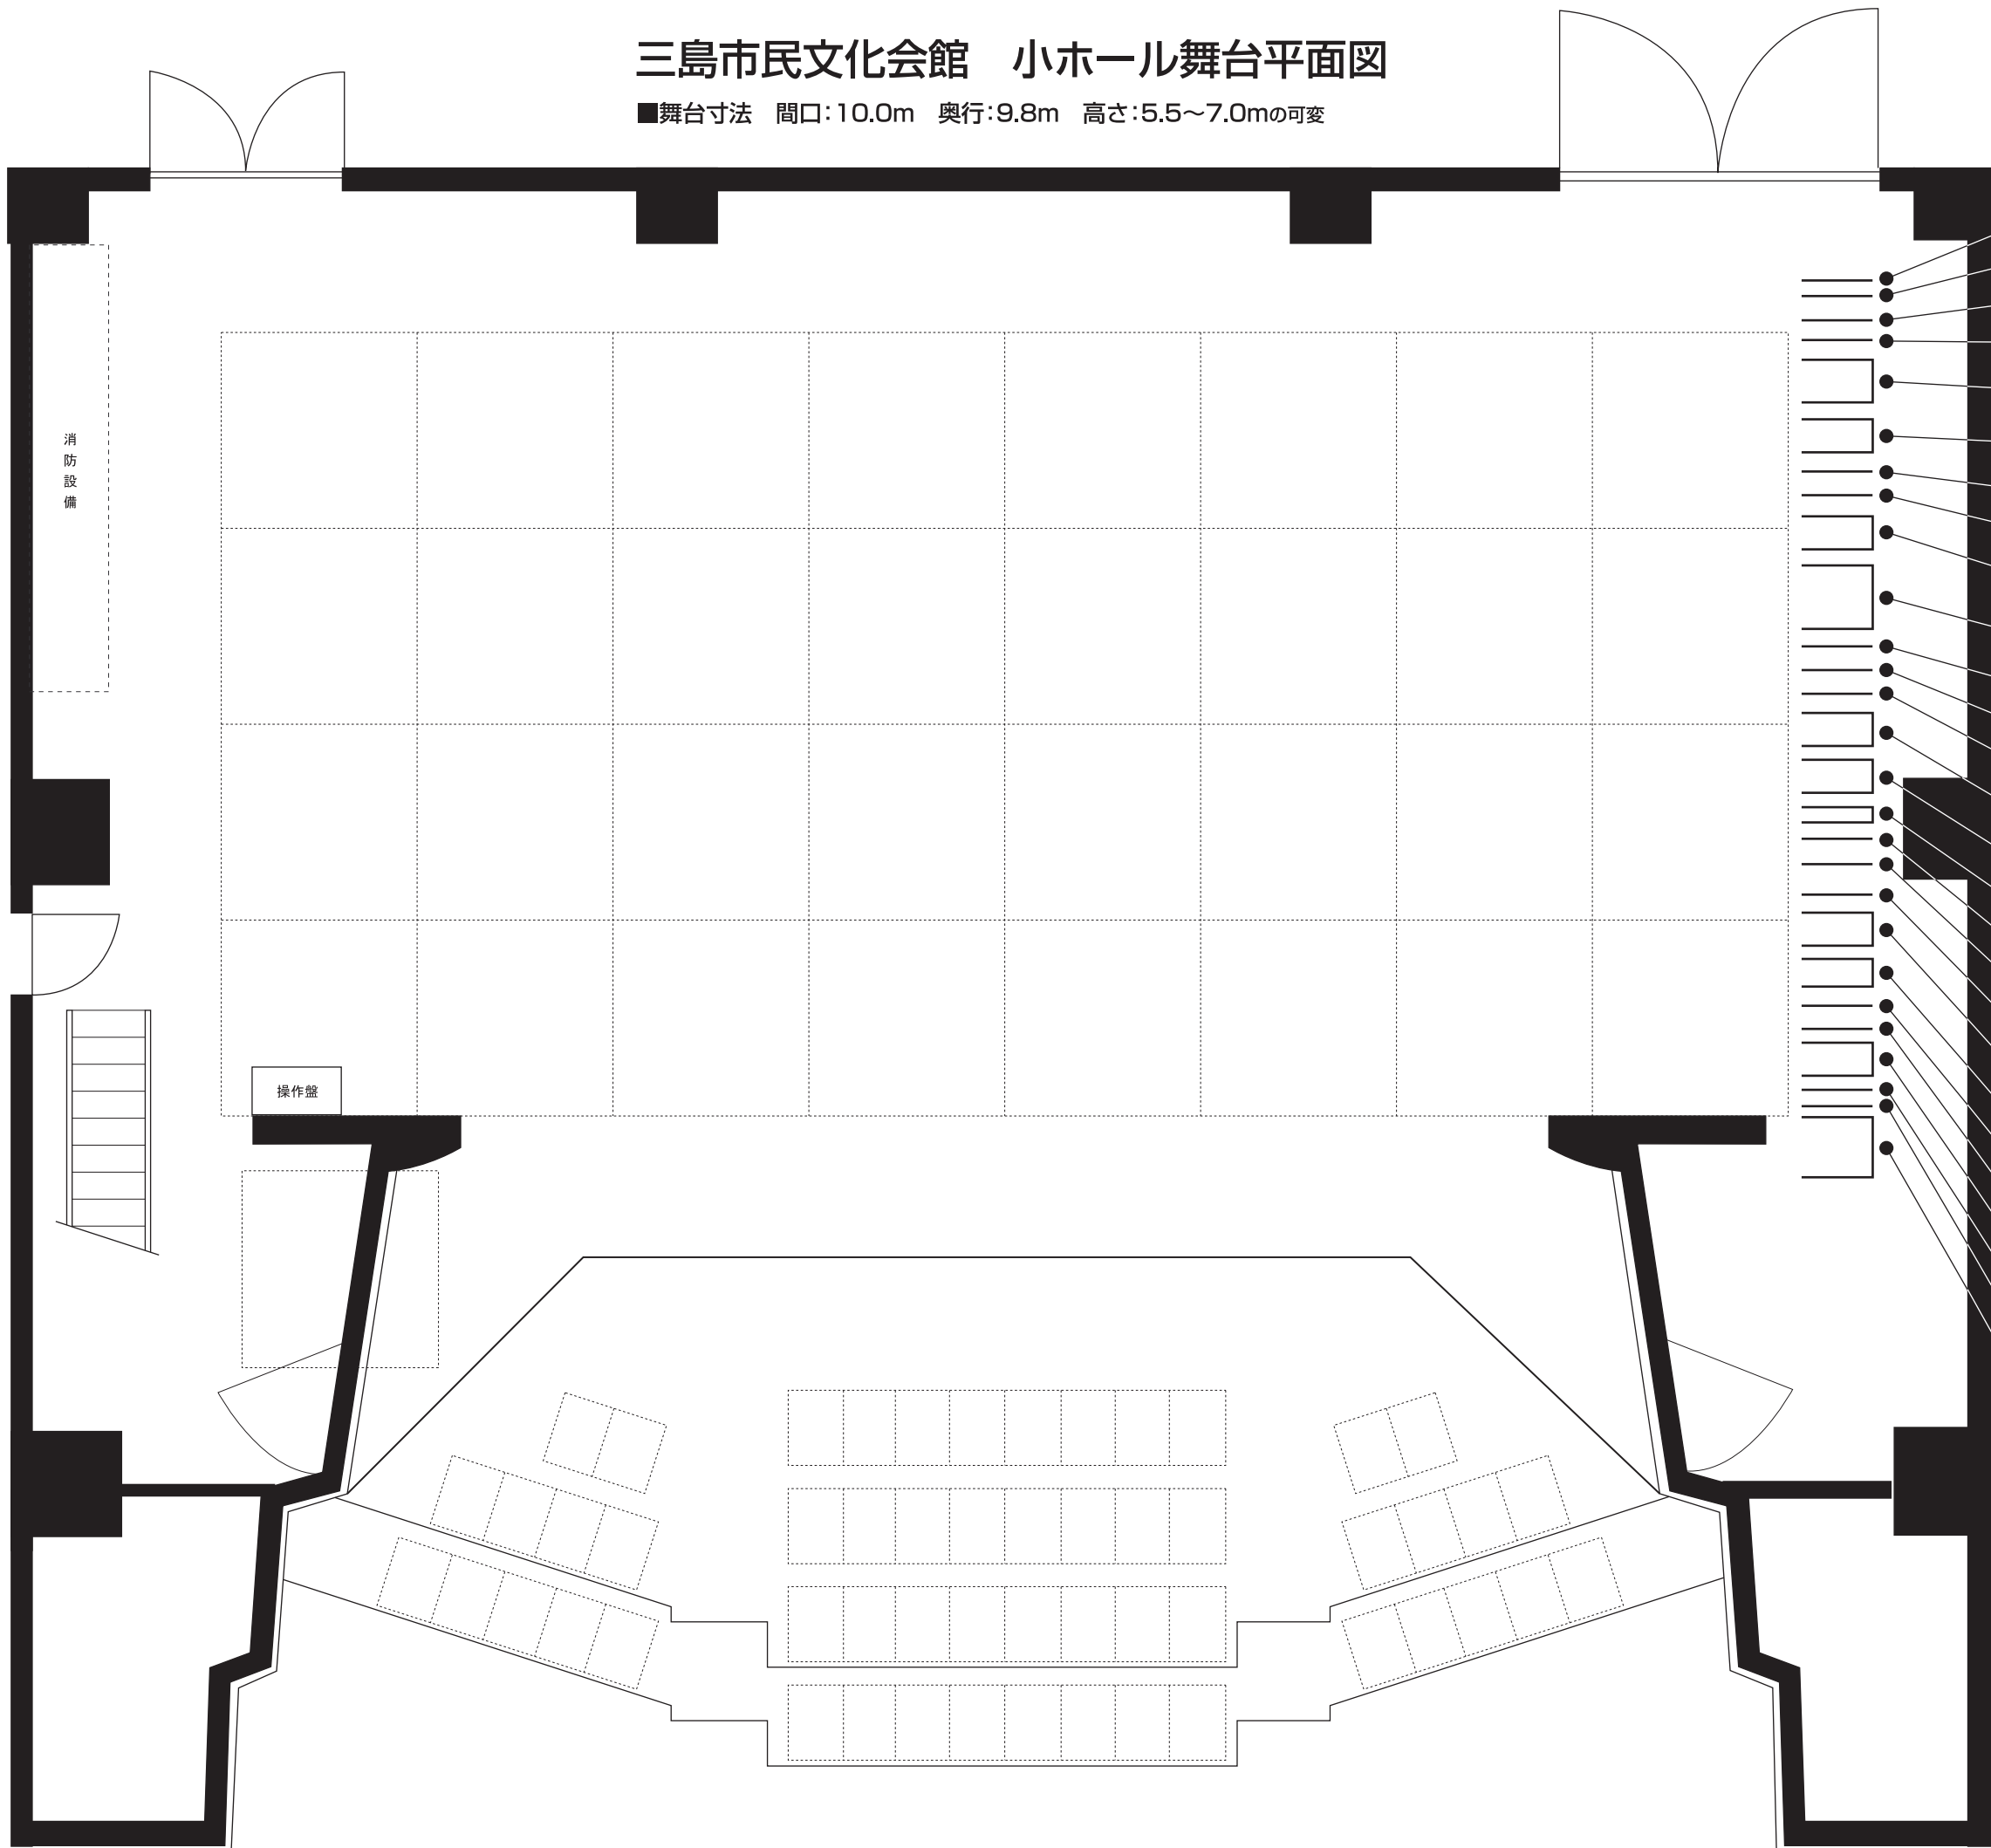 三島市民文化会館　小ホール舞台平面図
■舞台寸法　間口：10.0m　奥行：9.8m　高さ：5.5〜7.0mの可変
消防設備
操作盤